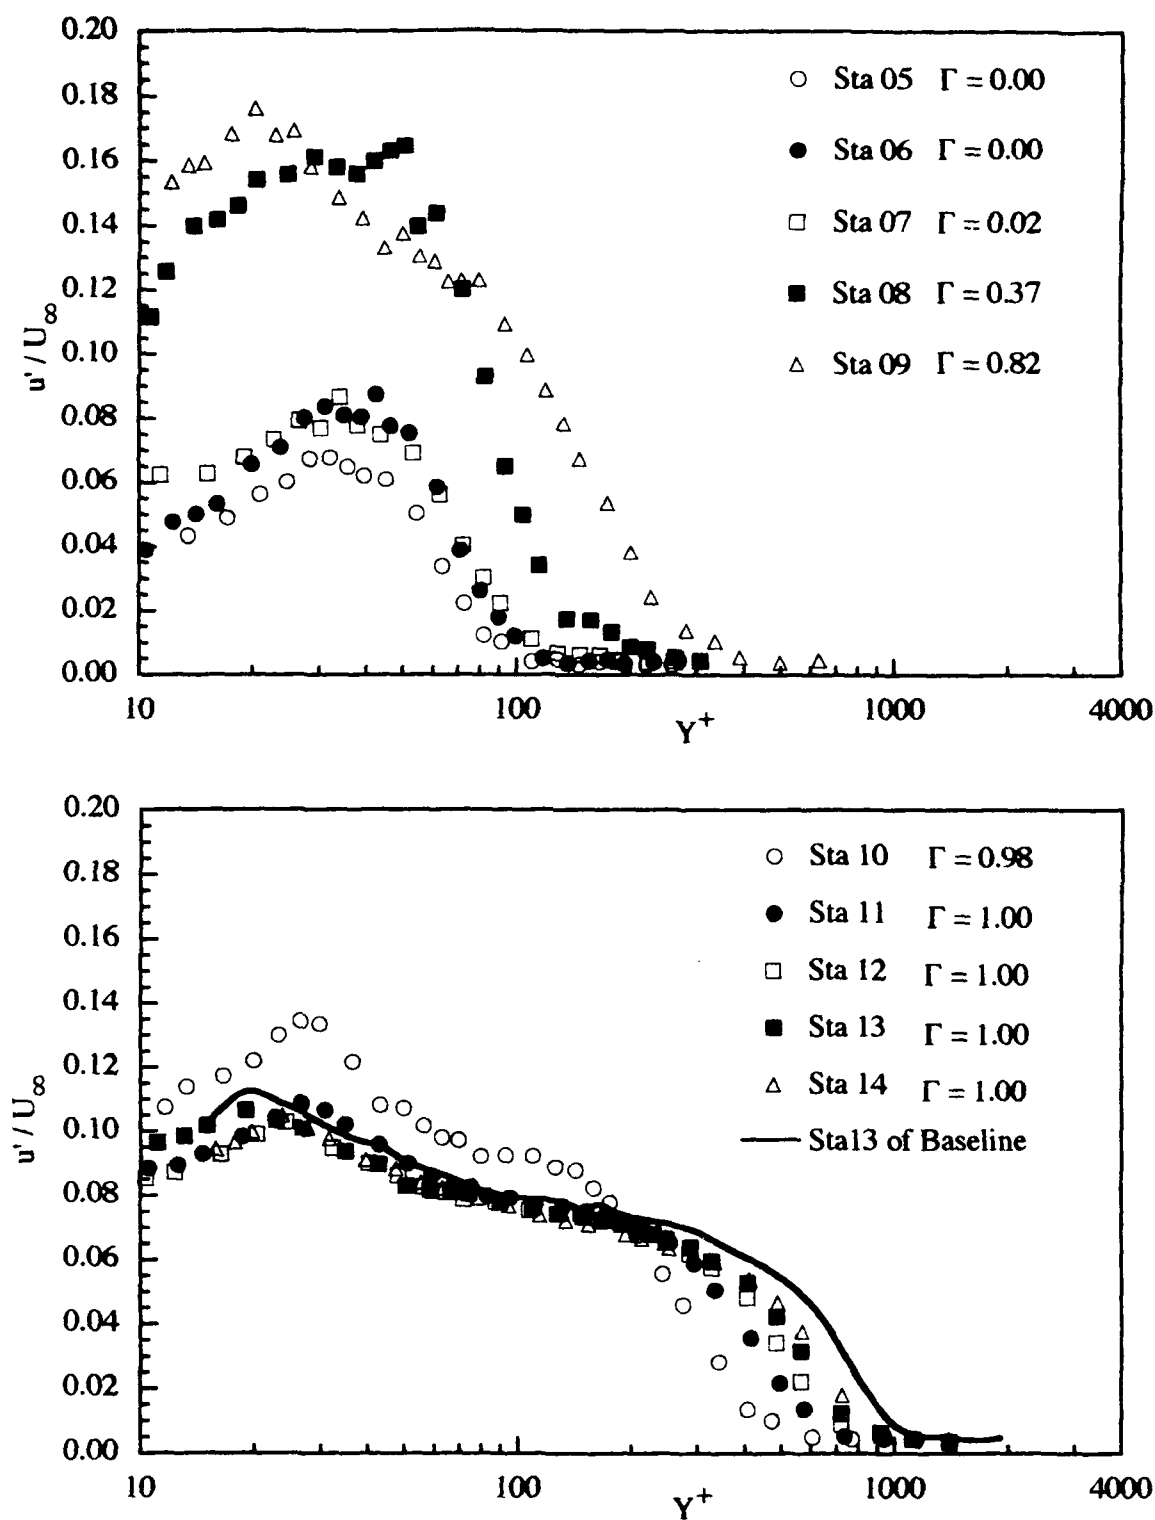 0.20
0.18
0.16
0.14
0.12
0.10
0.08
0.06
0.04
0.02
0.00
u' / U∞
10
100
1000
4000
Y+
Sta 05 Γ = 0.00
Sta 06 Γ = 0.00
Sta 07 Γ = 0.02
Sta 08 Γ = 0.37
Sta 09 Γ = 0.82
0.20
0.18
0.16
0.14
0.12
0.10
0.08
0.06
0.04
0.02
0.00
u' / U∞
10
100
1000
4000
Y+
Sta 10 Γ = 0.98
Sta 11 Γ = 1.00
Sta 12 Γ = 1.00
Sta 13 Γ = 1.00
Sta 14 Γ = 1.00
Sta13 of Baseline